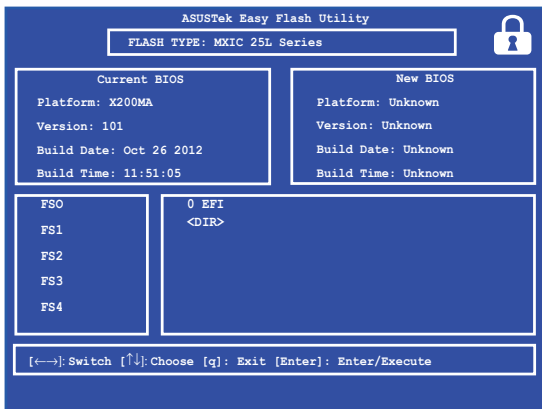 ASUSTek Easy Flash Utility
FLASH TYPE: MXIC 25L Series
Current BIOS
Platform: X200MA
Version: 101
Build Date: Oct 26 2012
Build Time: 11:51:05
New BIOS
Platform: Unknown
Version: Unknown
Build Date: Unknown
Build Time: Unknown
FSO
FS1
FS2
FS3
FS4
0 EFI
<DIR>
[←→]: Switch [↑↓]: Choose [q]: Exit [Enter]: Enter/Execute